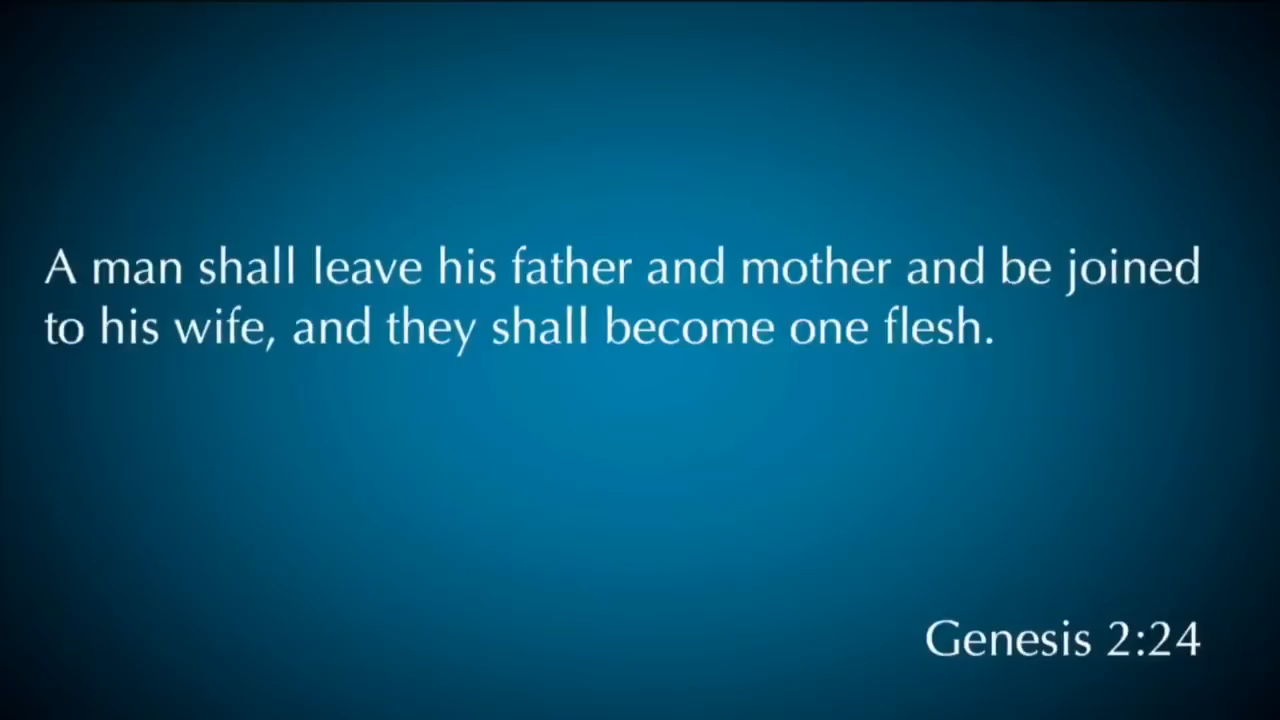 A man shall leave his father and mother and be joined
to his wife, and they shall become one flesh.
Genesis 2:24